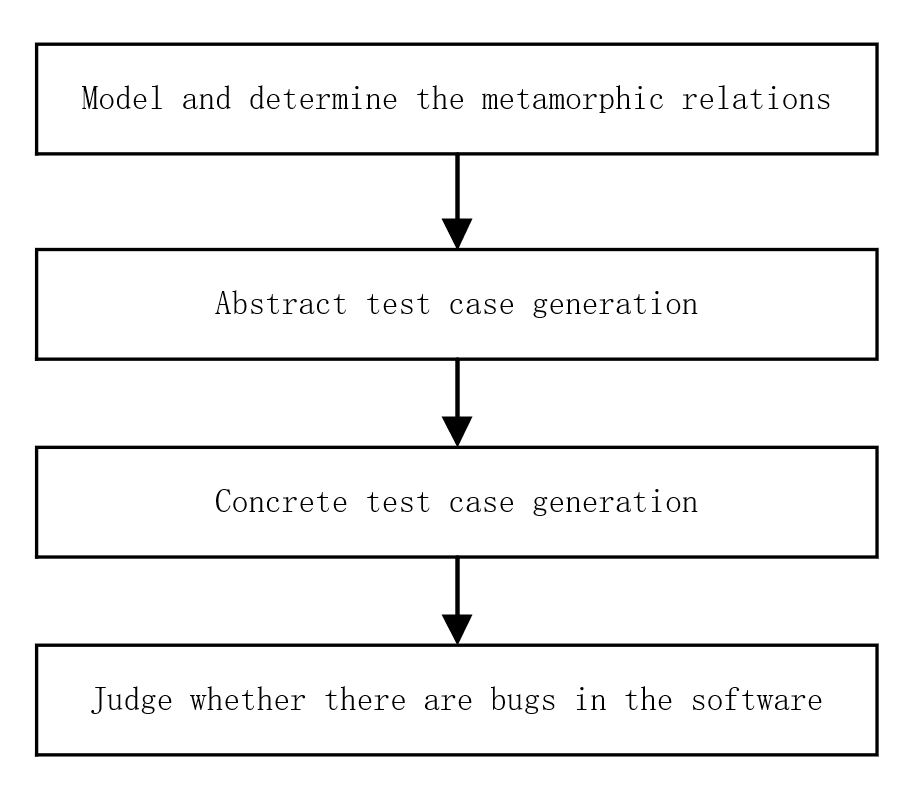 Model and determine the metamorphic relations
Abstract test case generation
Concrete test case generation
Judge whether there are bugs in the software